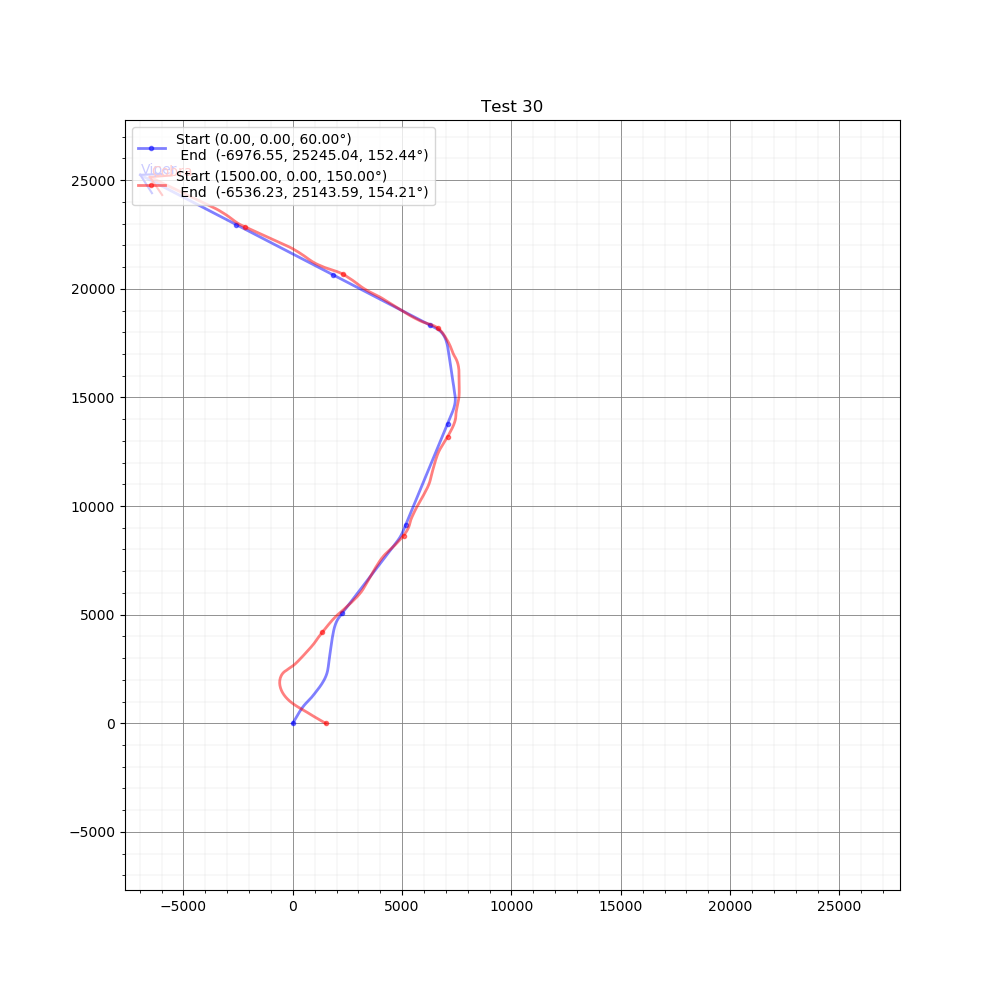 Test 30
Start (0.00, 0.00, 60.00°)
End (-6976.55, 25245.04, 152.44°)
Start (1500.00, 0.00, 150.00°)
End (-6536.23, 25143.59, 154.21°)
25000
20000
15000
10000
5000
0
−5000
−5000 0 5000 10000 15000 20000 25000